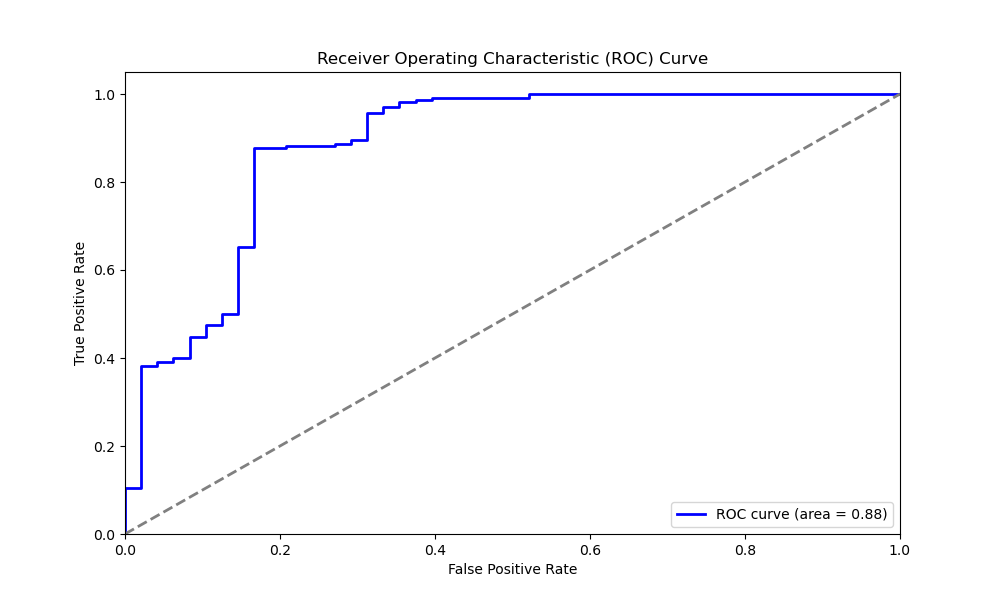 Receiver Operating Characteristic (ROC) Curve
1.0
0.8
0.6
0.4
0.2
0.0
True Positive Rate
ROC curve (area = 0.88)
0.0 0.2 0.4 0.6 0.8 1.0
False Positive Rate